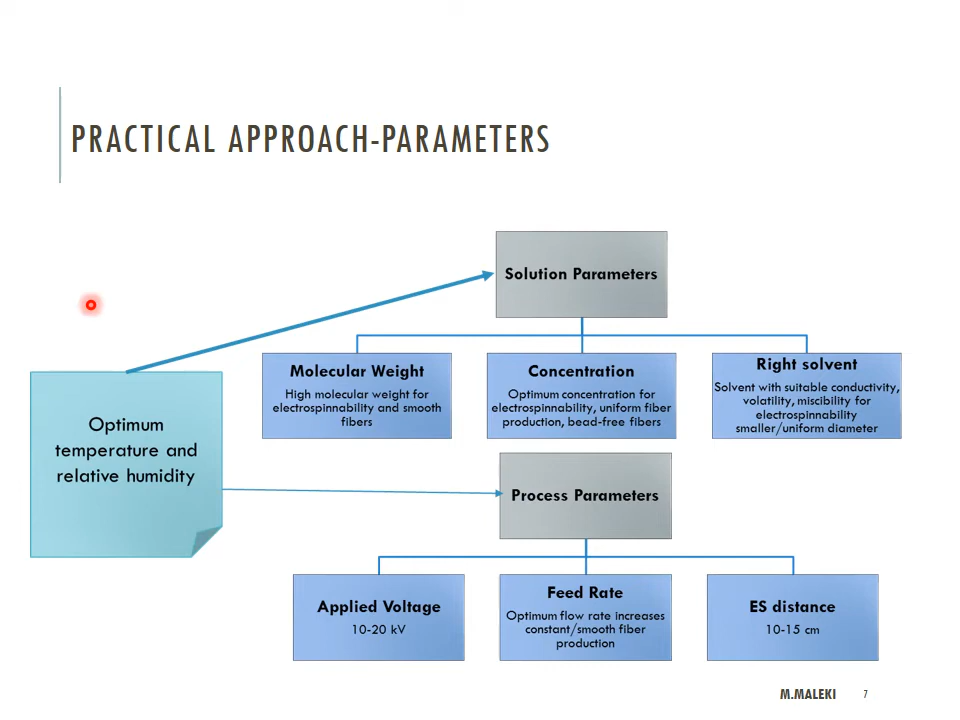 PRACTICAL APPROACH-PARAMETERS
Solution Parameters
Molecular Weight
High molecular weight for
electrospinnability and smooth
fibers
Concentration
Optimum concentration for
electrospinnability, uniform fiber
production, bead-free fibers
Right solvent
Solvent with suitable conductivity,
volatility, miscibility for
electrospinnability
smaller/uniform diameter
Optimum
temperature and
relative humidity
Process Parameters
Applied Voltage
10-20 kV
Feed Rate
Optimum flow rate increases
constant/smooth fiber
production
ES distance
10-15 cm
M.MALEKI
7